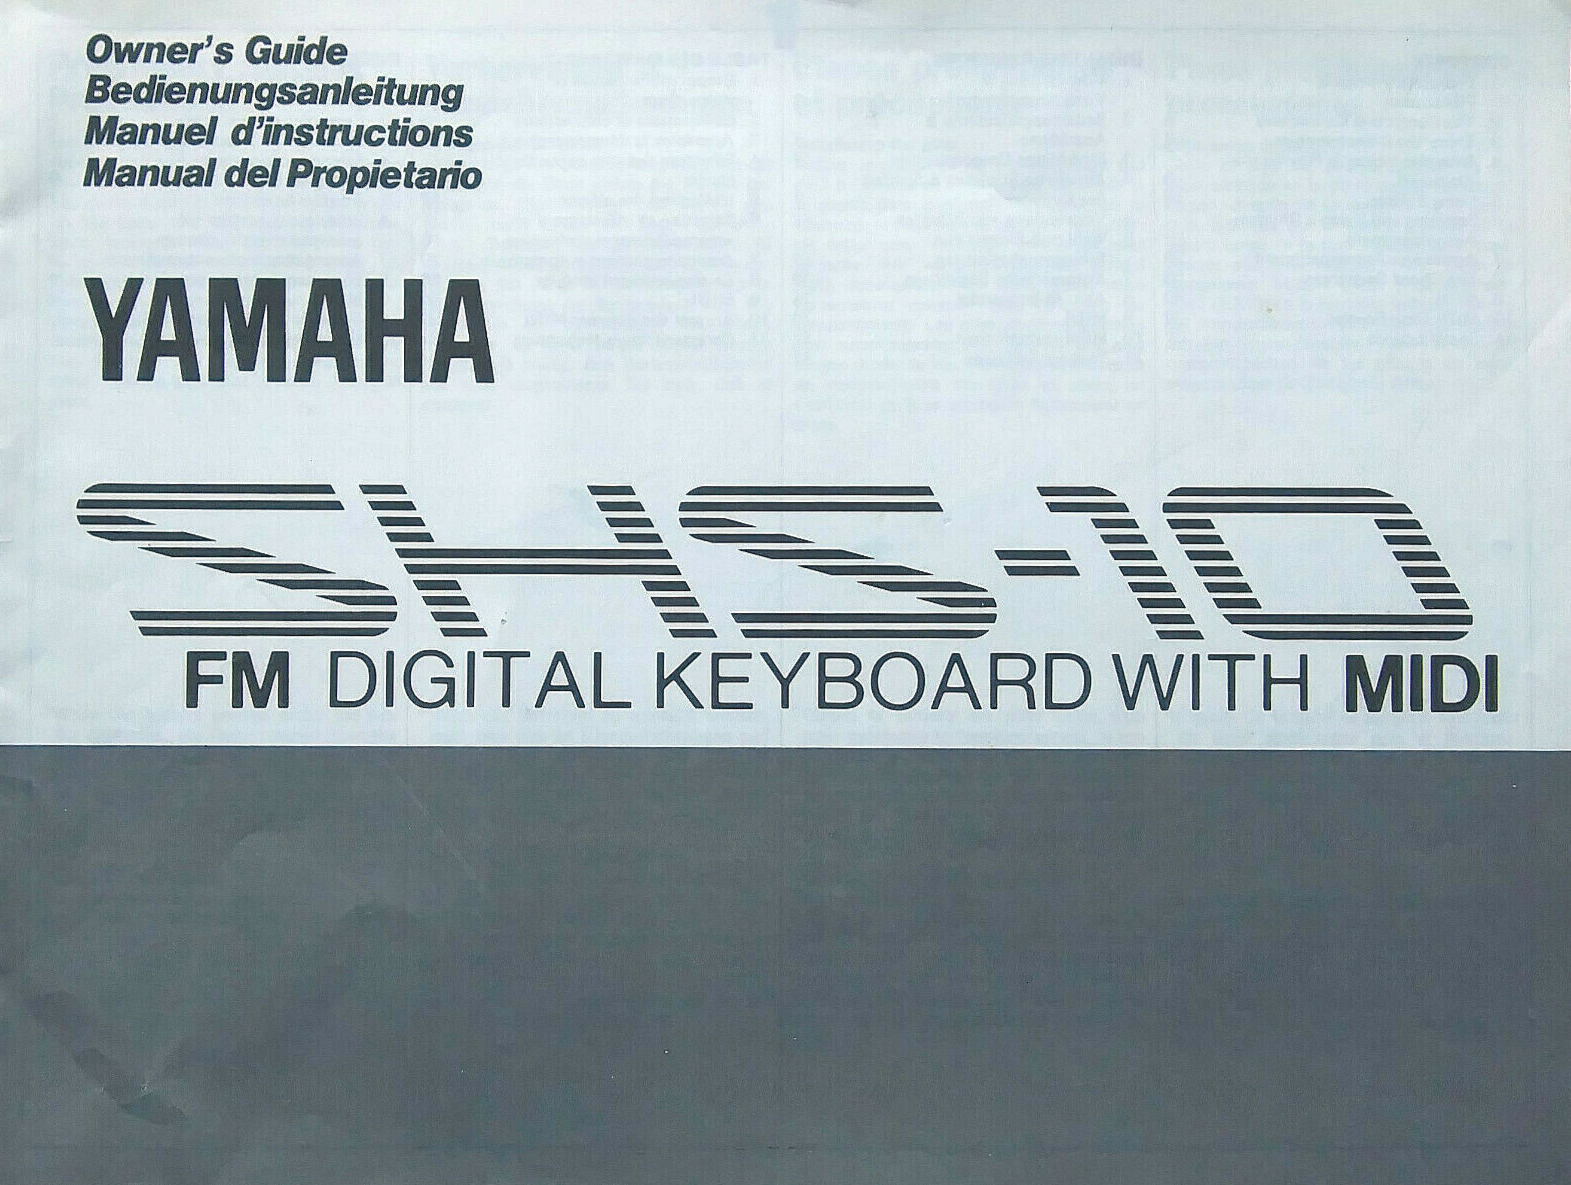 Owner's Guide
Bedienungsanleitung
Manuel d'instructions
Manual del Propietario
YAMAHA
SHS-10
FM DIGITAL KEYBOARD WITH MIDI